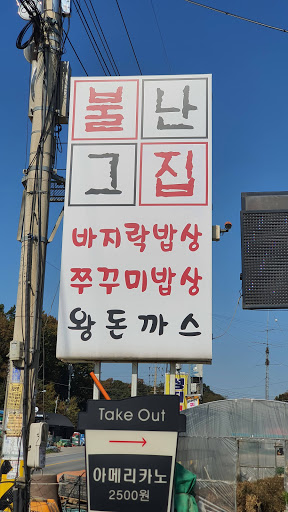 불난
그집
바지락밥상
쭈꾸미밥상
왕돈까스
Take Out
아메리카노
2500원